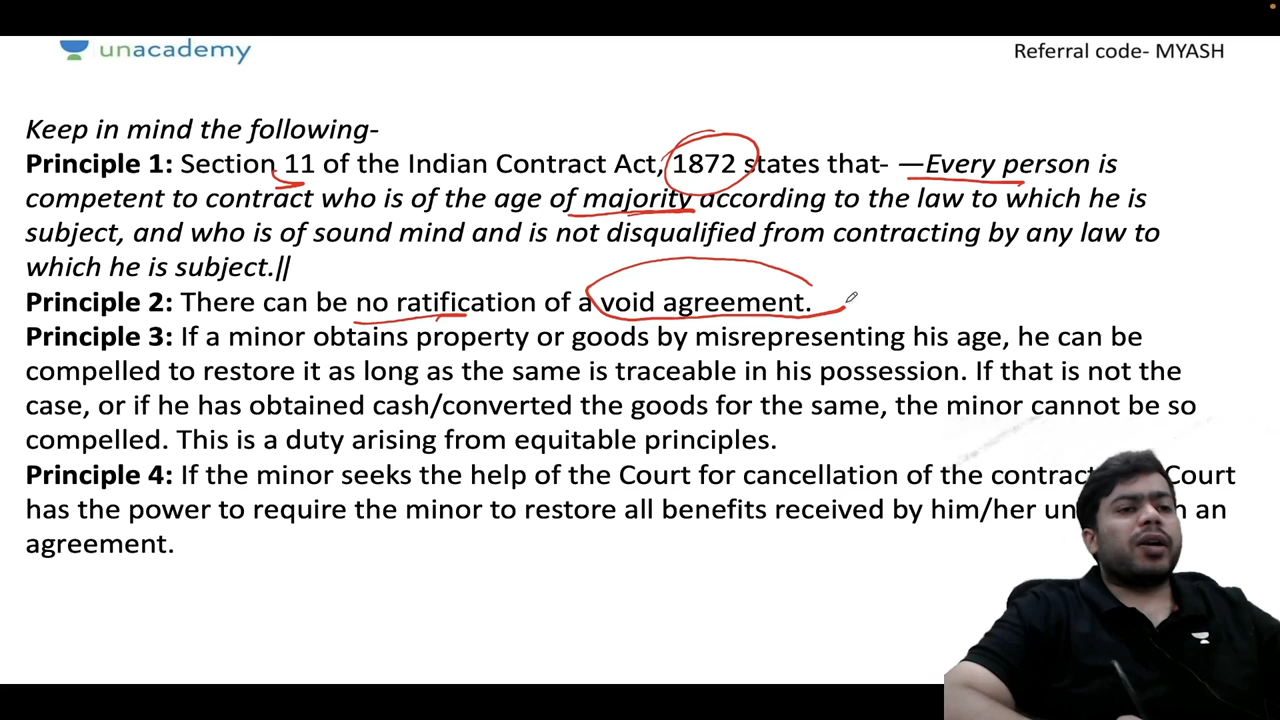 unacademy
Referral code- MYASH
Keep in mind the following-
Principle 1: Section 11 of the Indian Contract Act, 1872 states that- —Every person is
competent to contract who is of the age of majority according to the law to which he is
subject, and who is of sound mind and is not disqualified from contracting by any law to
which he is subject.||
Principle 2: There can be no ratification of a void agreement.
Principle 3: If a minor obtains property or goods by misrepresenting his age, he can be
compelled to restore it as long as the same is traceable in his possession. If that is not the
case, or if he has obtained cash/converted the goods for the same, the minor cannot be so
compelled. This is a duty arising from equitable principles.
Principle 4: If the minor seeks the help of the Court for cancellation of the Court
has the power to require the minor to restore all benefits received by him/her an
agreement.